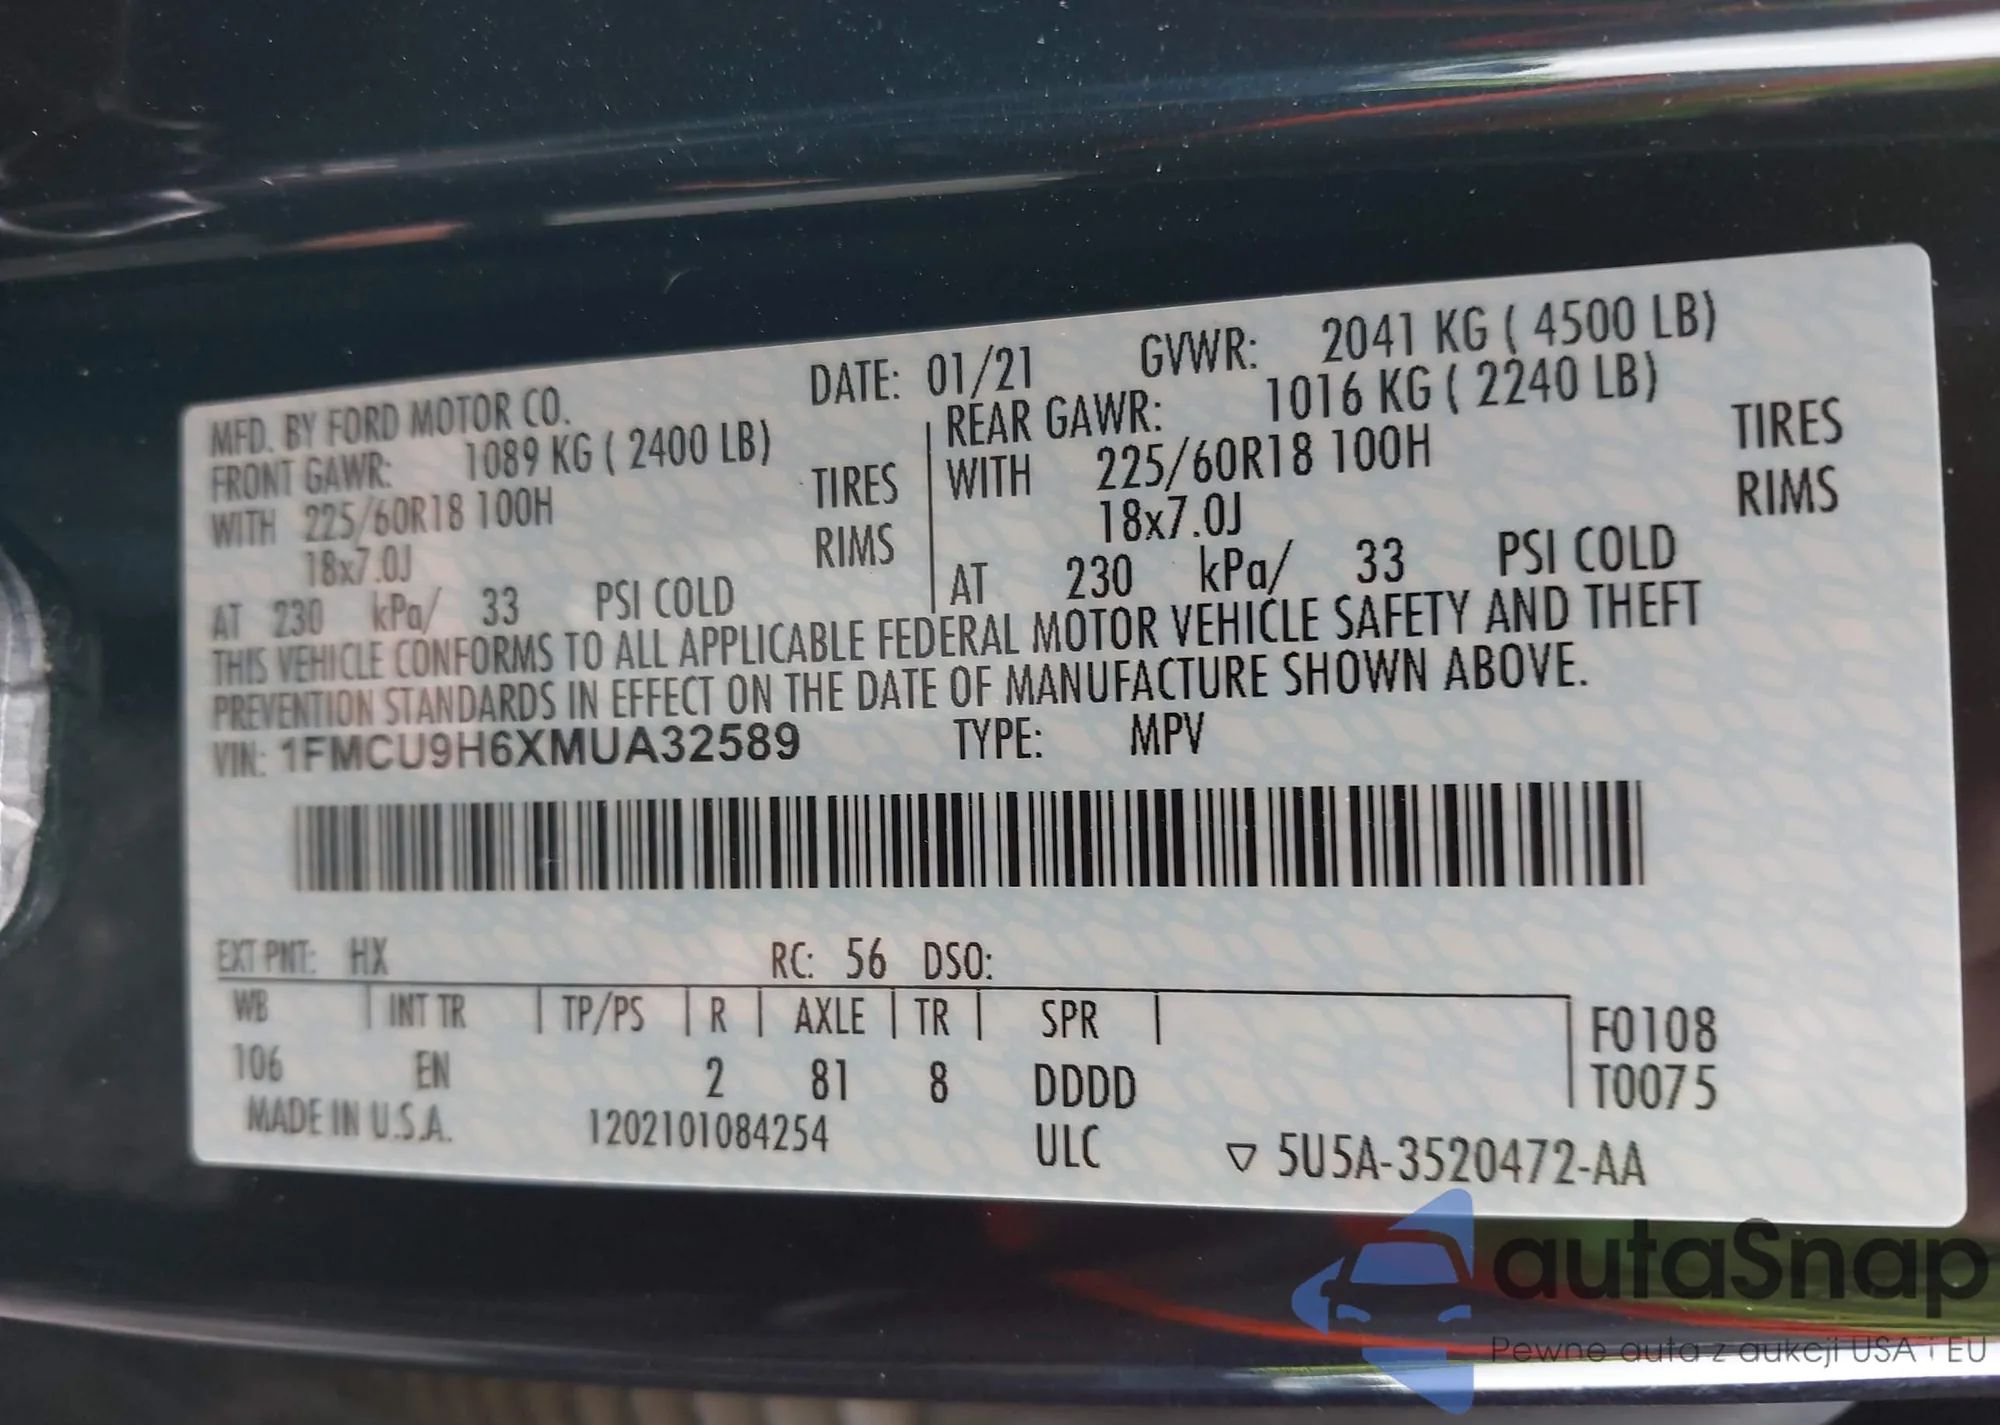 MFD. BY FORD MOTOR CO. DATE: 01/21 GVWR: 2041 KG ( 4500 LB)
FRONT GAWR: 1089 KG ( 2400 LB) REAR GAWR: 1016 KG ( 2240 LB)
WITH 225/60R18 100H TIRES WITH 225/60R18 100H TIRES
18x7.0J RIMS 18x7.0J RIMS
AT 230 kPa/ 33 PSI COLD AT 230 kPa/ 33 PSI COLD
THIS VEHICLE CONFORMS TO ALL APPLICABLE FEDERAL MOTOR VEHICLE SAFETY AND THEFT
PREVENTION STANDARDS IN EFFECT ON THE DATE OF MANUFACTURE SHOWN ABOVE.
VIN: 1FMCU9H6XMUA32589 TYPE: MPV
EXT PNT: HX RC: 56 DSO:
WB INT TR TP/PS R AXLE TR SPR F0108
106 EN 2 81 8 DDDD T0075
MADE IN U.S.A. 1202101084254 ULC 5U5A-3520472-AA
autaSnap
Pewne auta z aukcji USA i EU